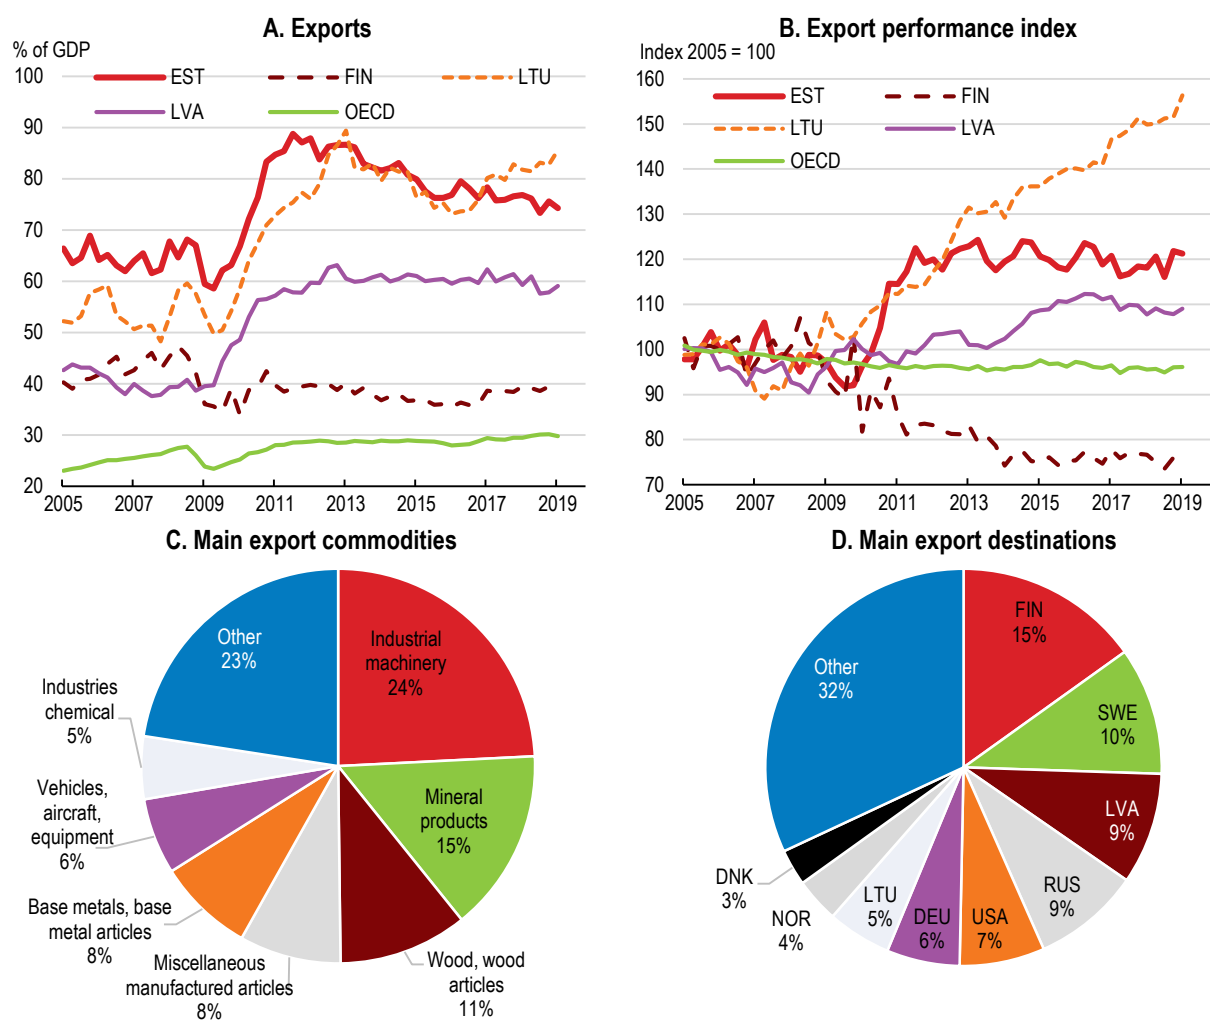 A. Exports
% of GDP
100
90
80
70
60
50
40
30
20
EST
FIN
LTU
LVA
OECD
2005
2007
2009
2011
2013
2015
2017
2019
B. Export performance index
Index 2005 = 100
160
150
140
130
120
110
100
90
80
70
EST
FIN
LTU
LVA
OECD
2005
2007
2009
2011
2013
2015
2017
2019
C. Main export commodities
Industrial
machinery
24%
Mineral
products
15%
Wood, wood
articles
11%
Miscellaneous
manufactured articles
8%
Base metals, base
metal articles
8%
Vehicles,
aircraft,
equipment
6%
Industries
chemical
5%
Other
23%
D. Main export destinations
FIN
15%
SWE
10%
LVA
9%
RUS
9%
USA
7%
DEU
6%
LTU
5%
NOR
4%
DNK
3%
Other
32%